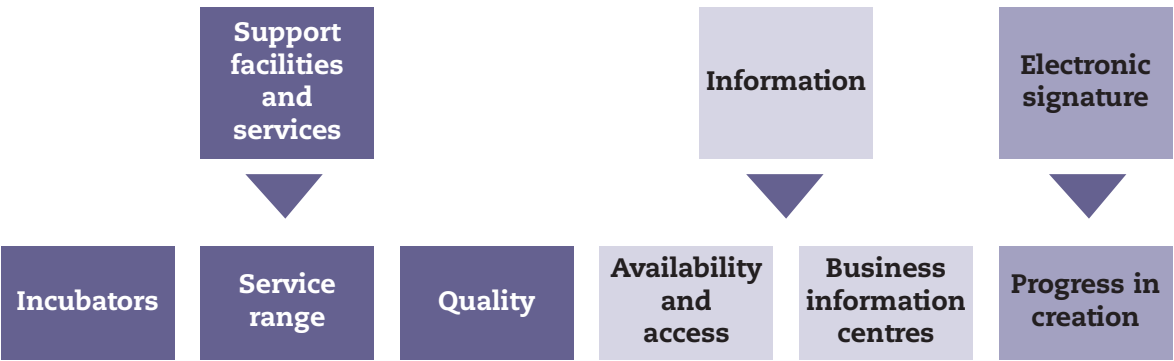 Support
facilities
and
services
Information
Electronic
signature
Incubators
Service
range
Quality
Availability
and
access
Business
information
centres
Progress in
creation